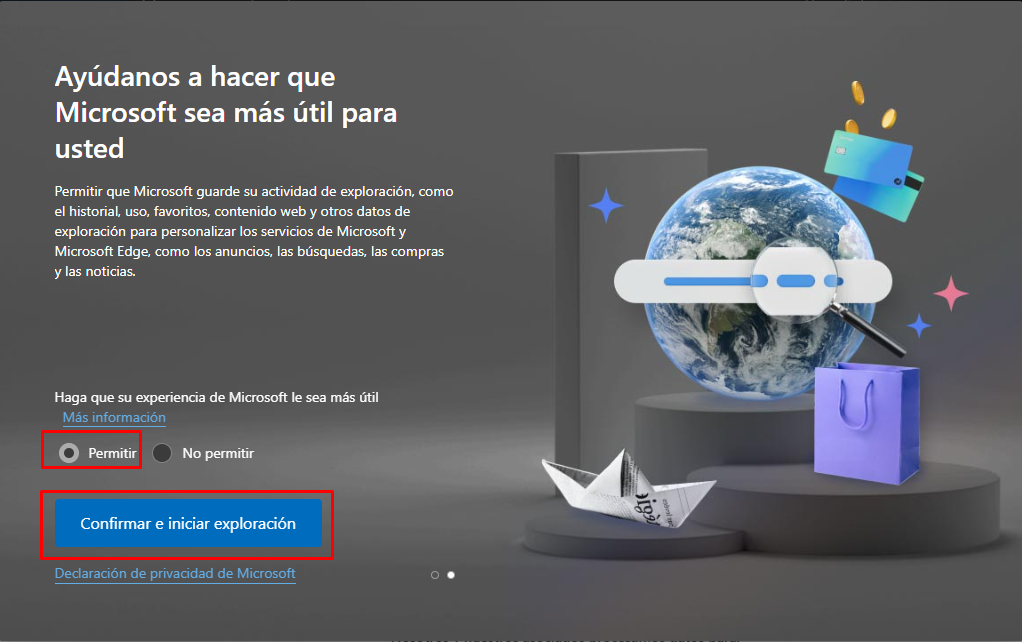 Ayúdanos a hacer que
Microsoft sea más útil para
usted
Permitir que Microsoft guarde su actividad de exploración, como
el historial, uso, favoritos, contenido web y otros datos de
exploración para personalizar los servicios de Microsoft y
Microsoft Edge, como los anuncios, las búsquedas, las compras
y las noticias.
Haga que su experiencia de Microsoft le sea más útil
Más información
Permitir No permitir
Confirmar e iniciar exploración
Declaración de privacidad de Microsoft